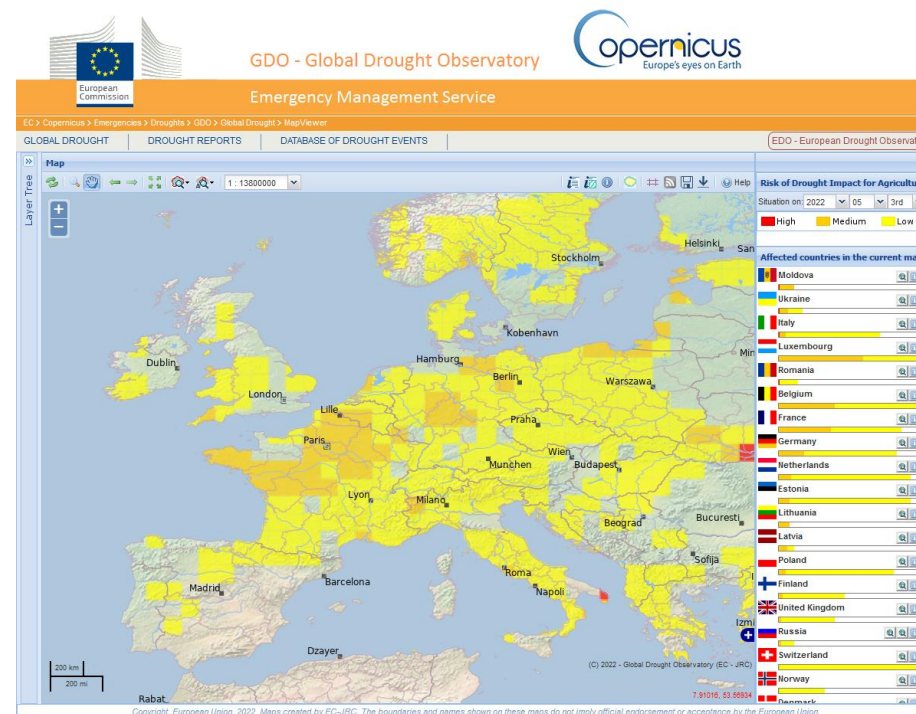 European
Commission
GDO - Global Drought Observatory
opernicus
Europe's eyes on Earth
Emergency Management Service
EC > Copernicus > Emergencies > Droughts > GDO > Global Drought > MapViewer
GLOBAL DROUGHT
DROUGHT REPORTS
DATABASE OF DROUGHT EVENTS
EDO - European Drought Observat
Map
Layer Tree
1 : 13800000
Help
Risk of Drought Impact for Agricultu
Situation on: 2022 05 3rd
High Medium Low
Affected countries in the current ma
Moldova
Ukraine
Italy
Luxembourg
Romania
Belgium
France
Germany
Netherlands
Estonia
Lithuania
Latvia
Poland
Finland
United Kingdom
Russia
Switzerland
Norway
Denmark
Helsinki
San
Stockholm
Kobenhavn
Dublin
Hamburg
Min
Berlin
Warszawa
London
Lille
Praha
Paris
Wien
Munchen
Budapest
Lyon
Milano
Beograd
Bucuresti
Sofija
Roma
Barcelona
Madrid
Napoli
I
Izmi
Dzayer
Rabat
200 km
200 mi
(C) 2022 - Global Drought Observatory (EC - JRC)
Copyright, European Union, 2022. Maps created by EC-JRC. The boundaries and names shown on these maps do not imply official endorsement or acceptance by the European Union